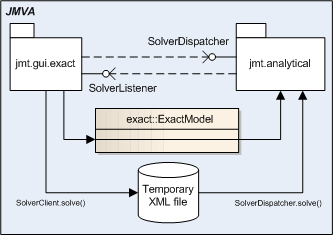 JMVA
SolverDispatcher
jmt.gui.exact
jmt.analytical
SolverListener
exact::ExactModel
Temporary
XML file
SolverClient.solve()
SolverDispatcher.solve()